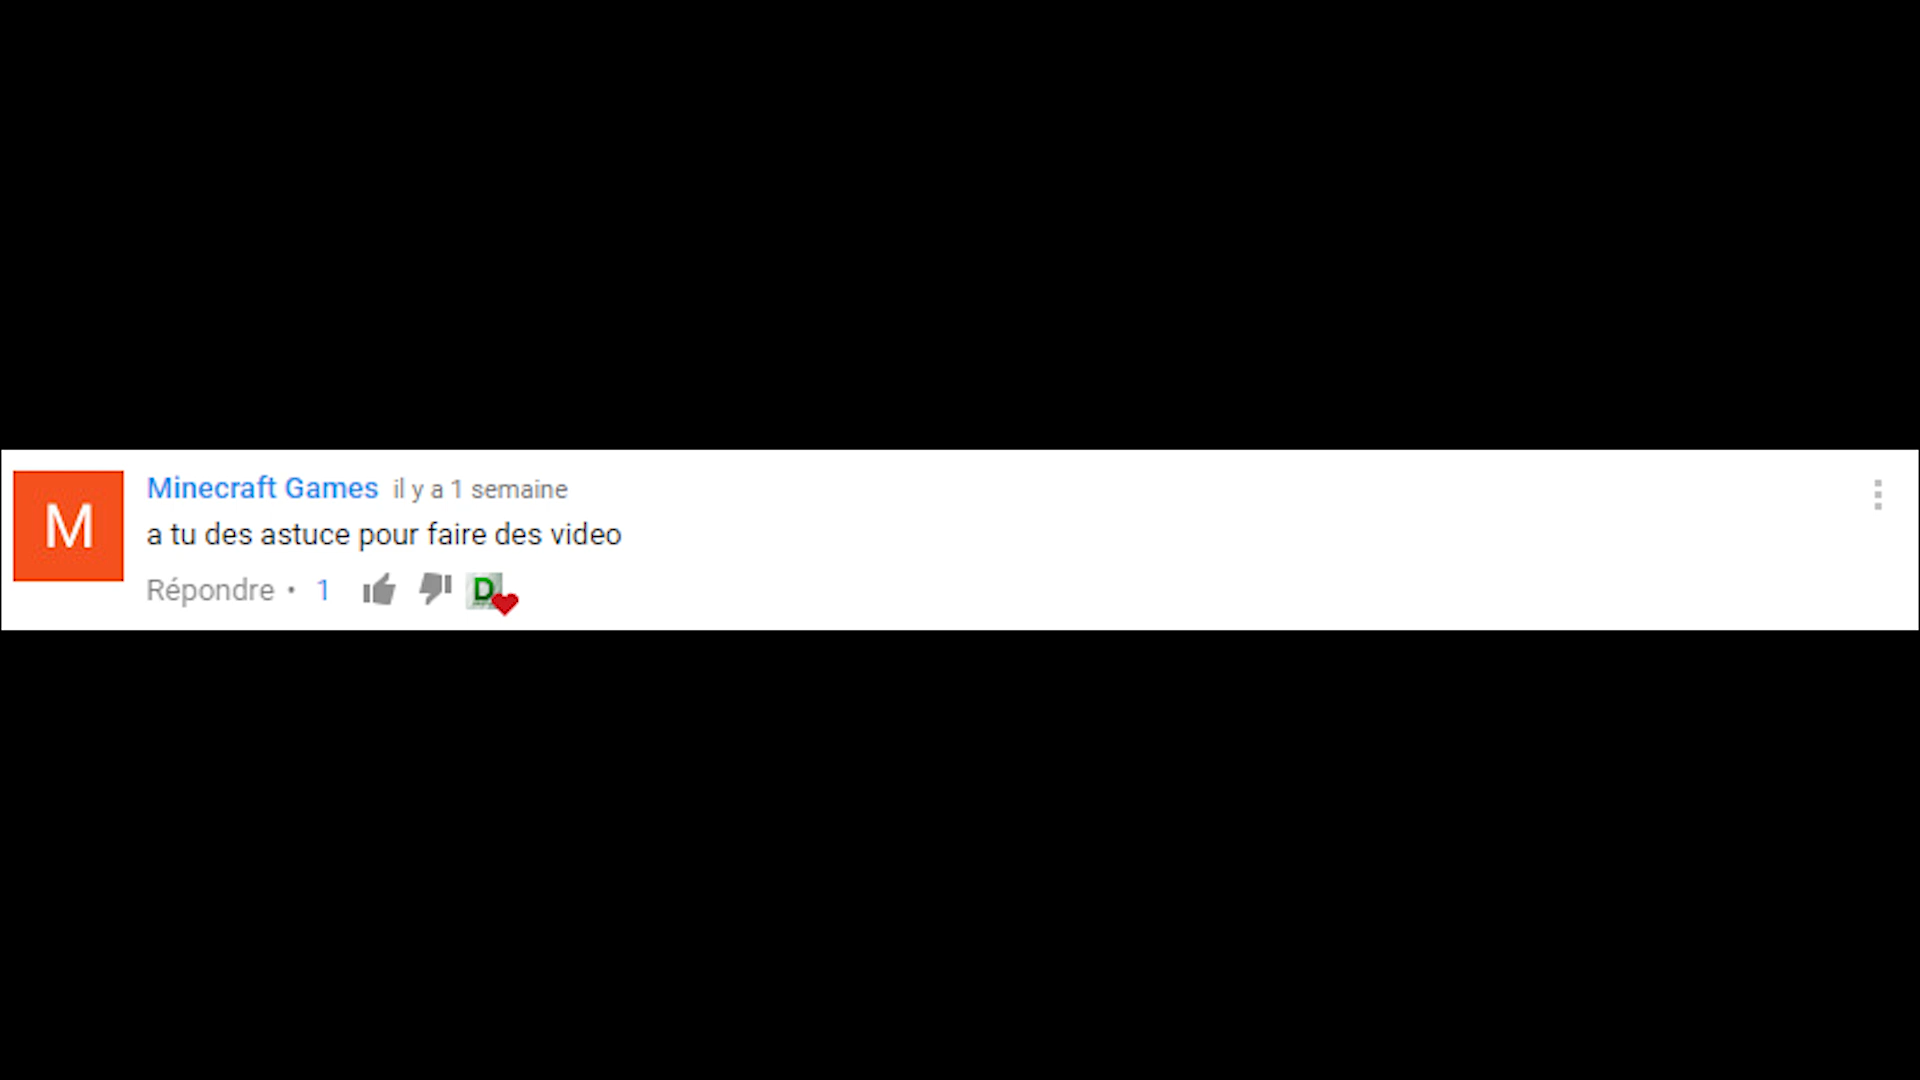 M
Minecraft Games il y a 1 semaine
a tu des astuce pour faire des video
Répondre • 1
D